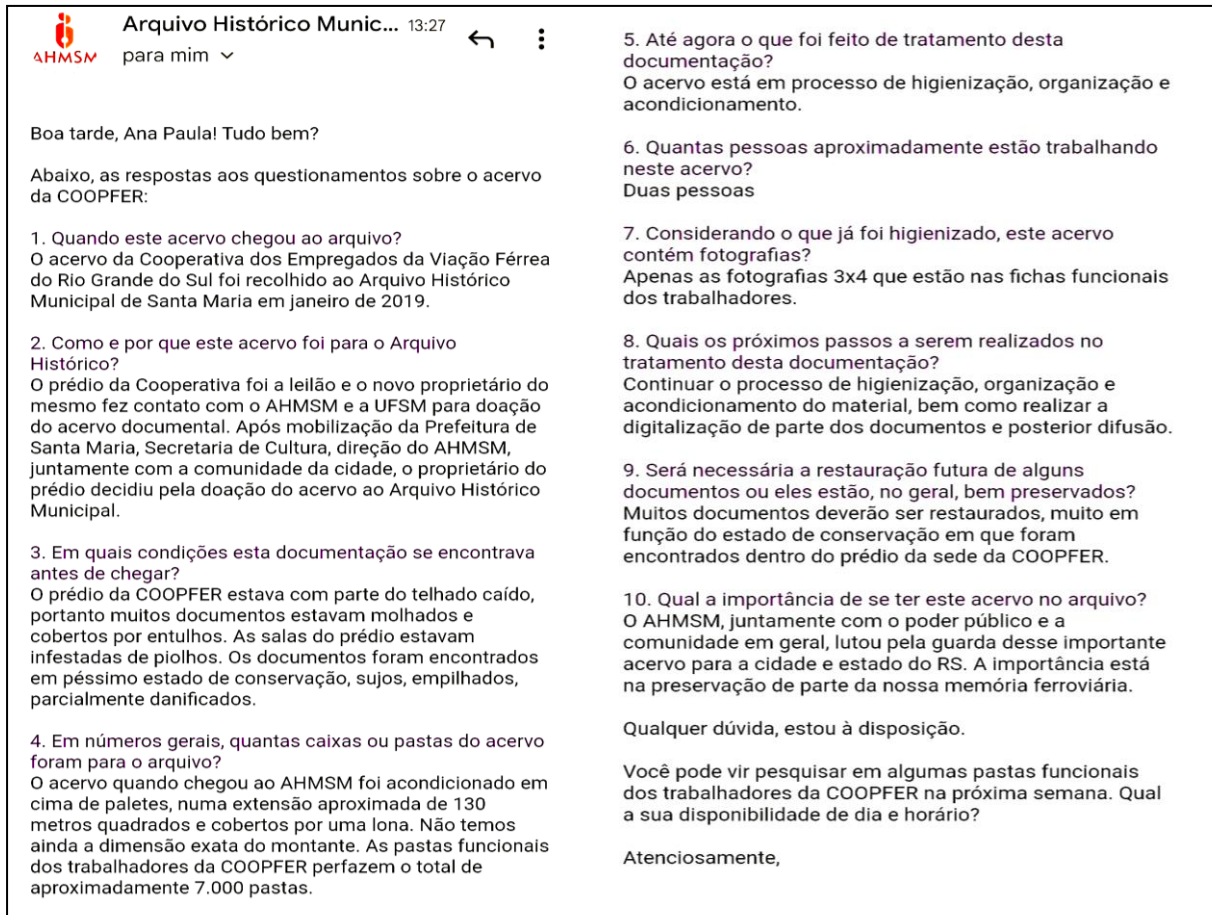 Arquivo Histórico Munic... 13:27
AHMSM
para mim
Boa tarde, Ana Paula! Tudo bem?
Abaixo, as respostas aos questionamentos sobre o acervo
da COOPFER:
1. Quando este acervo chegou ao arquivo?
O acervo da Cooperativa dos Empregados da Viação Férrea
do Rio Grande do Sul foi recolhido ao Arquivo Histórico
Municipal de Santa Maria em janeiro de 2019.
2. Como e por que este acervo foi para o Arquivo
Histórico?
O prédio da Cooperativa foi a leilão e o novo proprietário do
mesmo fez contato com o AHMSM e a UFSM para doação
do acervo documental. Após mobilização da Prefeitura de
Santa Maria, Secretaria de Cultura, direção do AHMSM,
juntamente com a comunidade da cidade, o proprietário do
prédio decidiu pela doação do acervo ao Arquivo Histórico
Municipal.
3. Em quais condições esta documentação se encontrava
antes de chegar?
O prédio da COOPFER estava com parte do telhado caído,
portanto muitos documentos estavam molhados e
cobertos por entulhos. As salas do prédio estavam
infestadas de piolhos. Os documentos foram encontrados
em péssimo estado de conservação, sujos, empilhados,
parcialmente danificados.
4. Em números gerais, quantas caixas ou pastas do acervo
foram para o arquivo?
O acervo quando chegou ao AHMSM foi acondicionado em
cima de paletes, numa extensão aproximada de 130
metros quadrados e cobertos por uma lona. Não temos
ainda a dimensão exata do montante. As pastas funcionais
dos trabalhadores da COOPFER perfazem o total de
aproximadamente 7.000 pastas.
5. Até agora o que foi feito de tratamento desta
documentação?
O acervo está em processo de higienização, organização e
acondicionamento.
6. Quantas pessoas aproximadamente estão trabalhando
neste acervo?
Duas pessoas
7. Considerando o que já foi higienizado, este acervo
contém fotografias?
Apenas as fotografias 3x4 que estão nas fichas funcionais
dos trabalhadores.
8. Quais os próximos passos a serem realizados no
tratamento desta documentação?
Continuar o processo de higienização, organização e
acondicionamento do material, bem como realizar a
digitalização de parte dos documentos e posterior difusão.
9. Será necessária a restauração futura de alguns
documentos ou eles estão, no geral, bem preservados?
Muitos documentos deverão ser restaurados, muito em
função do estado de conservação em que foram
encontrados dentro do prédio da sede da COOPFER.
10. Qual a importância de se ter este acervo no arquivo?
O AHMSM, juntamente com o poder público e a
comunidade em geral, lutou pela guarda desse importante
acervo para a cidade e estado do RS. A importância está
na preservação de parte da nossa memória ferroviária.
Qualquer dúvida, estou à disposição.
Você pode vir pesquisar em algumas pastas funcionais
dos trabalhadores da COOPFER na próxima semana. Qual
a sua disponibilidade de dia e horário?
Atenciosamente,